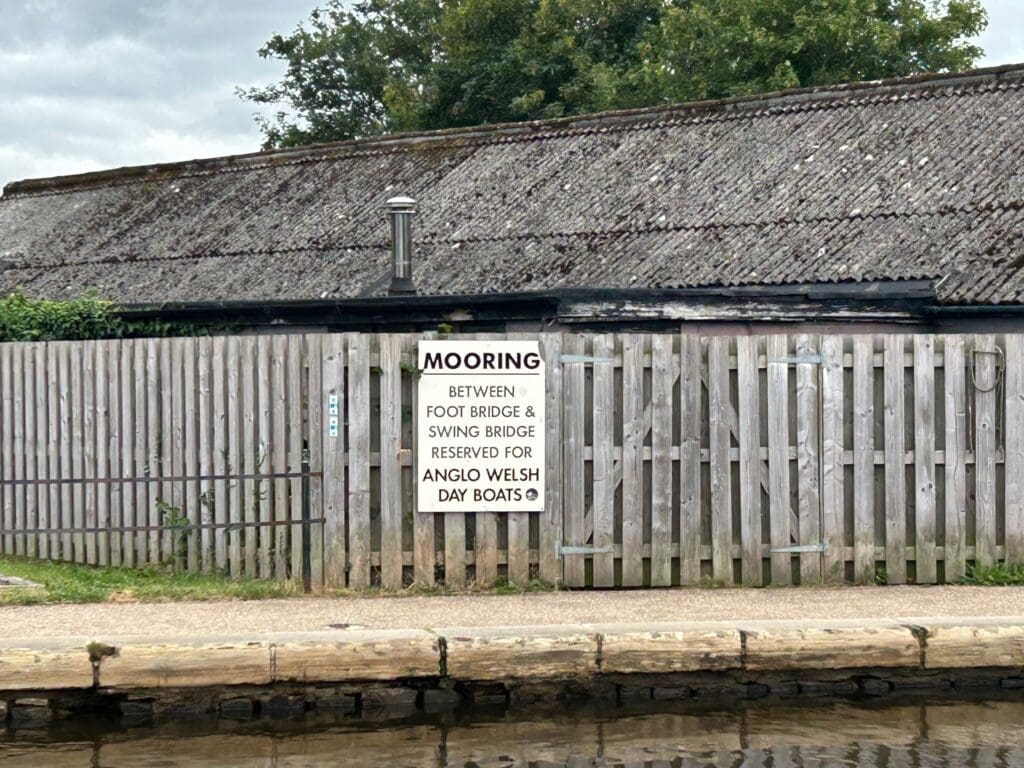 MOORING
BETWEEN
FOOT BRIDGE &
SWING BRIDGE
RESERVED FOR
ANGLO WELSH
DAY BOATS